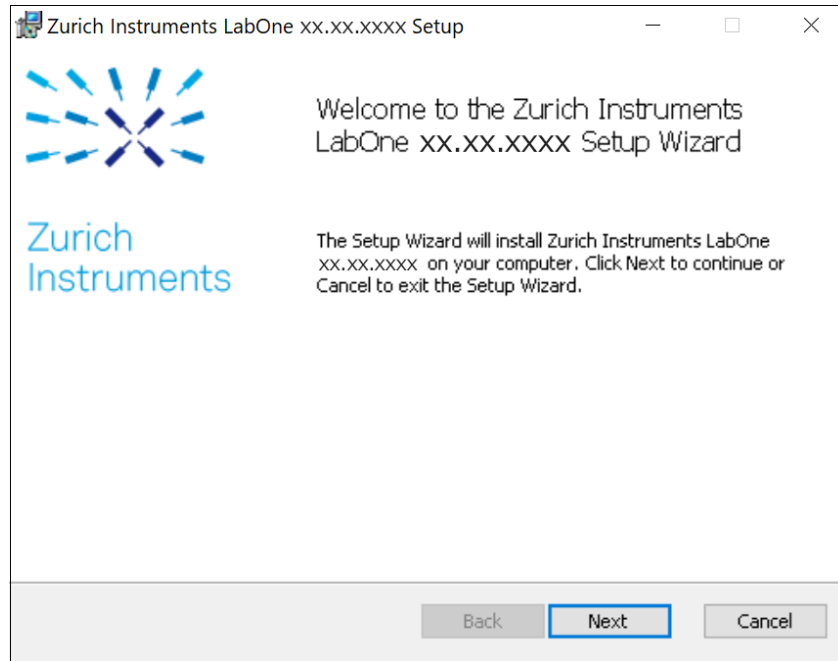 Zurich Instruments LabOne xx.xx.xxxx Setup
Welcome to the Zurich Instruments
LabOne xx.xx.xxxx Setup Wizard
Zurich
Instruments
The Setup Wizard will install Zurich Instruments LabOne
xx.xx.xxxx on your computer. Click Next to continue or
Cancel to exit the Setup Wizard.
Back Next Cancel